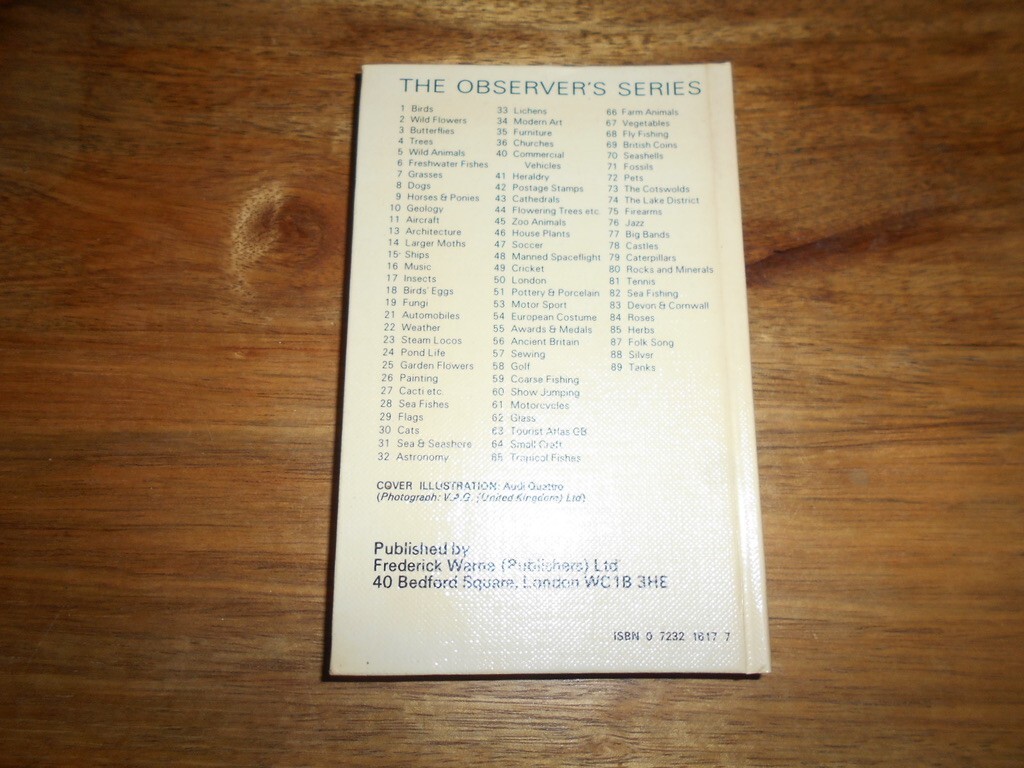 THE OBSERVER'S SERIES
1 Birds
2 Wild Flowers
3 Butterflies
4 Trees
5 Wild Animals
6 Freshwater Fishes
7 Grasses
8 Dogs
9 Horses & Ponies
10 Geology
11 Aircraft
13 Architecture
14 Larger Moths
15 Ships
16 Music
17 Insects
18 Birds' Eggs
19 Fungi
21 Automobiles
22 Weather
23 Steam Locos
24 Pond Life
25 Garden Flowers
26 Painting
27 Cacti etc.
28 Sea Fishes
29 Flags
30 Cats
31 Sea & Seashore
32 Astronomy
33 Lichens
34 Modern Art
35 Furniture
36 Churches
40 Commercial
Vehicles
41 Heraldry
42 Postage Stamps
43 Cathedrals
44 Flowering Trees etc.
45 Zoo Animals
46 House Plants
47 Soccer
48 Manned Spaceflight
49 Cricket
50 London
51 Pottery & Porcelain
53 Motor Sport
54 European Costume
55 Awards & Medals
56 Ancient Britain
57 Sewing
58 Golf
59 Coarse Fishing
60 Show Jumping
61 Motorcycles
62 Glass
63 Tourist Atlas GB
64 Small Craft
65 Tropical Fishes
66 Farm Animals
67 Vegetables
68 Fly Fishing
69 British Coins
70 Seashells
71 Fossils
72 Pets
73 The Cotswolds
74 The Lake District
75 Firearms
76 Jazz
77 Big Bands
78 Castles
79 Caterpillars
80 Rocks and Minerals
81 Tennis
82 Sea Fishing
83 Devon & Cornwall
84 Roses
85 Herbs
87 Folk Song
88 Silver
89 Tanks
COVER ILLUSTRATION: Audi Quattro
(Photograph: V.A.G. (United Kingdom) Ltd)
Published by
Frederick Warne (Publishers) Ltd
40 Bedford Square, London WC1B 3HE
ISBN 0 7232 1617 7